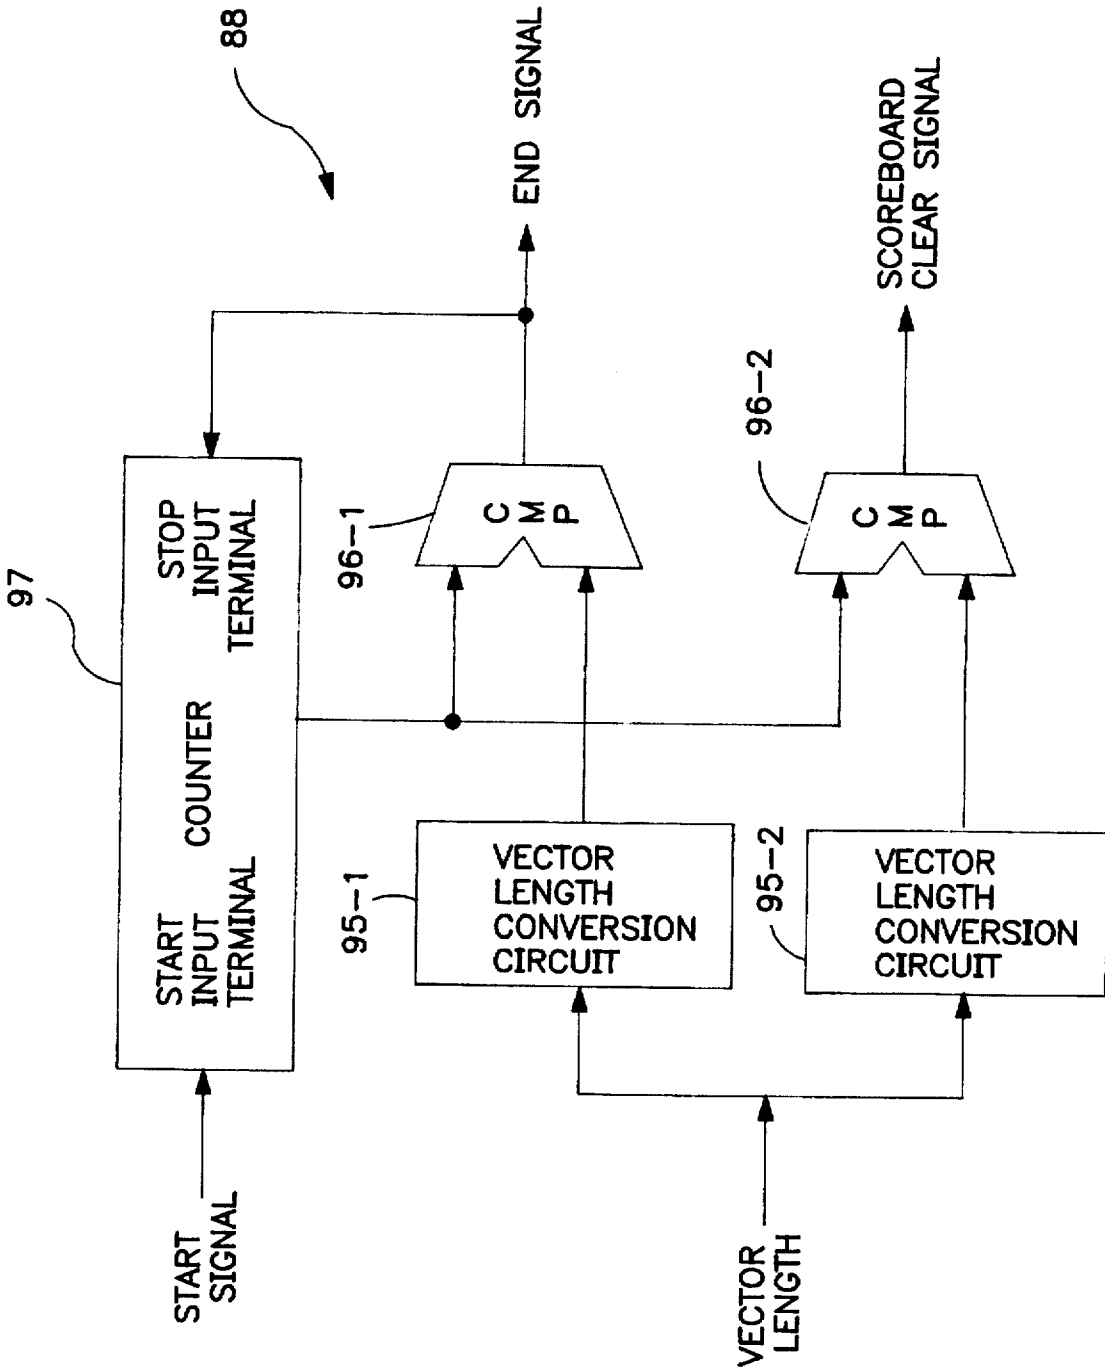 88
97
START
INPUT
TERMINAL
COUNTER
STOP
INPUT
TERMINAL
START
SIGNAL
END SIGNAL
96-1
C
M
P
95-1
VECTOR
LENGTH
CONVERSION
CIRCUIT
96-2
C
M
P
SCOREBOARD
CLEAR SIGNAL
95-2
VECTOR
LENGTH
CONVERSION
CIRCUIT
VECTOR
LENGTH